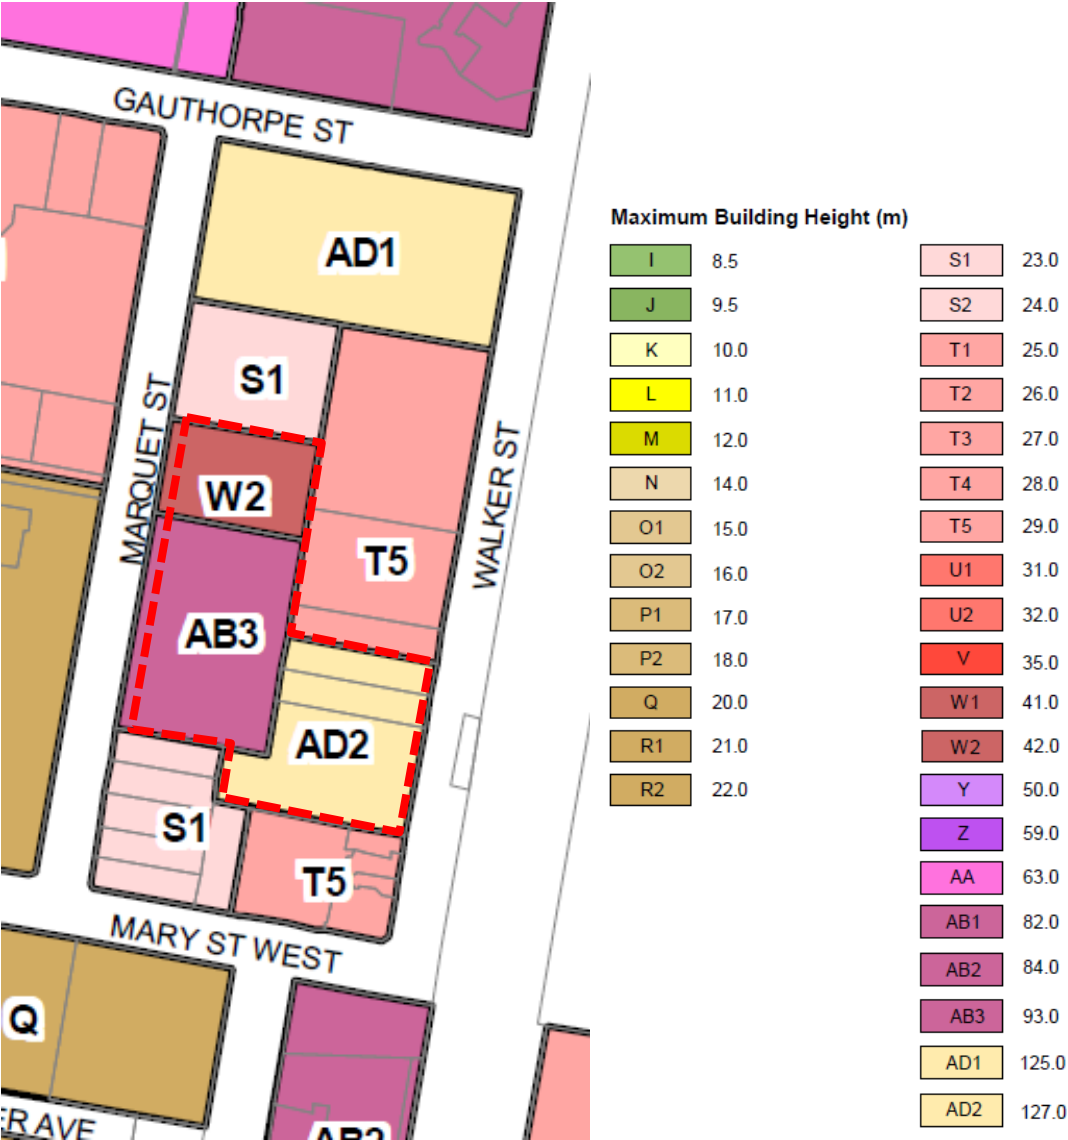 GAUTHORPE ST
AD1
S1
MARQUET ST
W2
WALKER ST
T5
AB3
AD2
S1
T5
MARY ST WEST
Q
ER AVE
AB2
Maximum Building Height (m)
I 8.5
J 9.5
K 10.0
L 11.0
M 12.0
N 14.0
O1 15.0
O2 16.0
P1 17.0
P2 18.0
Q 20.0
R1 21.0
R2 22.0
S1 23.0
S2 24.0
T1 25.0
T2 26.0
T3 27.0
T4 28.0
T5 29.0
U1 31.0
U2 32.0
V 35.0
W1 41.0
W2 42.0
Y 50.0
Z 59.0
AA 63.0
AB1 82.0
AB2 84.0
AB3 93.0
AD1 125.0
AD2 127.0